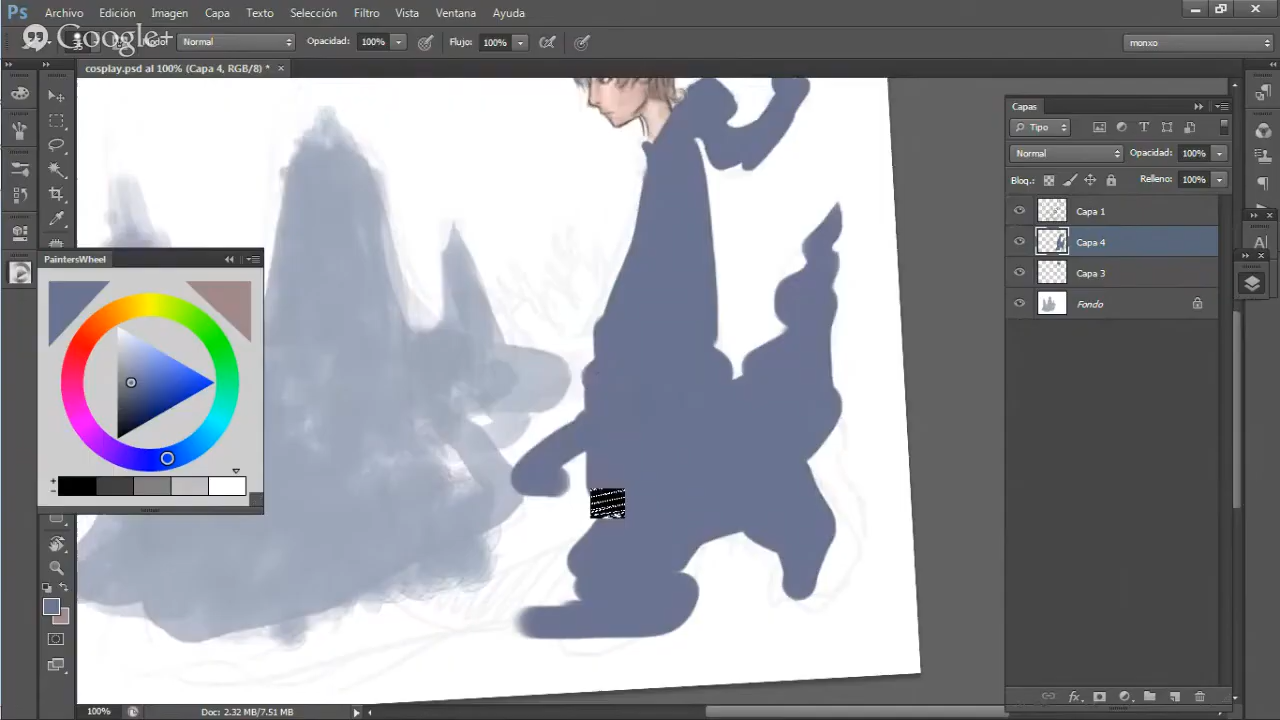 Ps Archivo Edición Imagen Capa Texto Selección Filtro Vista Ventana Ayuda
Google+
Normal Opacidad: 100% Flujo: 100% monxo
cosplay.psd al 100% (Capa 4, RGB/8) * ×
Capas
Tipo
Normal Opacidad: 100%
Bloq.: Relleno: 100%
Capa 1
Capa 4
Capa 3
Fondo
PaintersWheel
100% Doc: 2.32 MB/7.51 MB